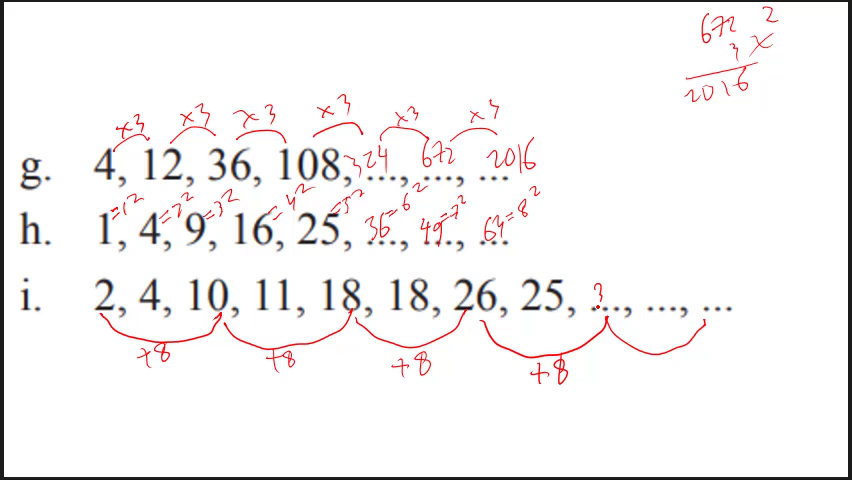 672 2
3 ×
2016
×3 ×3 ×3 ×3 ×3 ×3
g. 4, 12, 36, 108, 324 ..., 672 ..., ... 2016
=1² =2² =3² =4² =5² 36=6² 49=7² 64=8²
h. 1, 4, 9, 16, 25, ..., ..., ...
i. 2, 4, 10, 11, 18, 18, 26, 25, ..., ..., ...
+8 +8 +8 +8